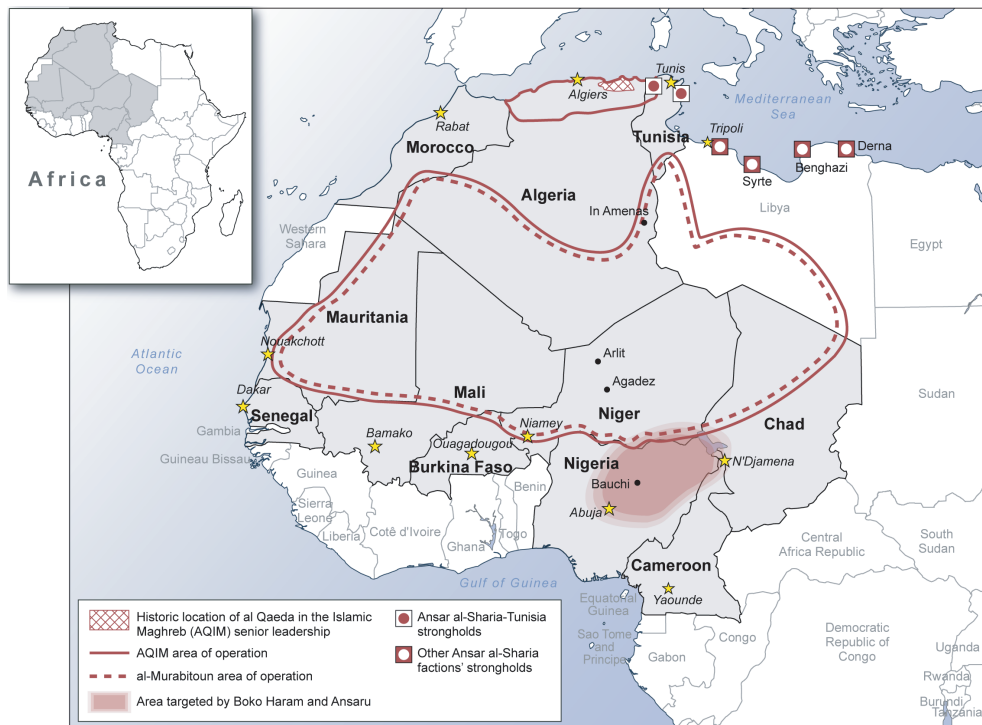 Africa
Mediterranean
Sea
Atlantic
Ocean
Gulf of Guinea
Algiers
Tunis
Rabat
Tripoli
Morocco
Tunisia
Derna
Benghazi
Syrte
Algeria
In Amenas
Libya
Egypt
Western
Sahara
Mauritania
Nouakchott
Arlit
Agadez
Dakar
Mali
Niger
Sudan
Senegal
Chad
Gambia
Bamako
Ouagadougou
Niamey
Guineau Bissau
Burkina Faso
Nigeria
N'Djamena
Guinea
Benin
Bauchi
Sierra
Leone
Abuja
Liberia
Cotê d'Ivoire
Ghana
Togo
Central
Africa Republic
South
Sudan
Cameroon
Yaounde
Equatorial
Guinea
Sao Tome
and
Principe
Gabon
Congo
Democratic
Republic of
Congo
Uganda
Rwanda
Burundi
Tanzania
Historic location of al Qaeda in the Islamic
Maghreb (AQIM) senior leadership
AQIM area of operation
al-Murabitoun area of operation
Area targeted by Boko Haram and Ansaru
Ansar al-Sharia-Tunisia
strongholds
Other Ansar al-Sharia
factions' strongholds